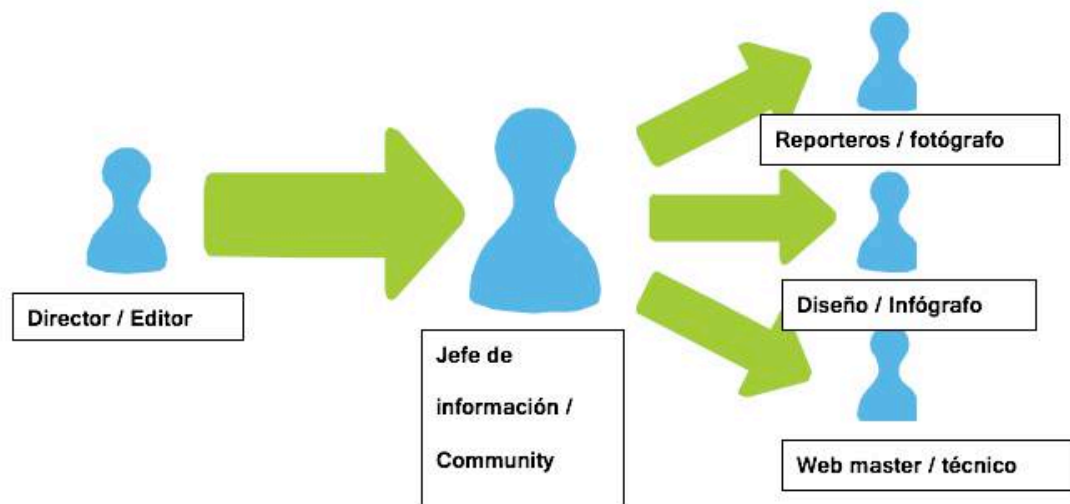 Reporteros / fotógrafo
Director / Editor
Diseño / Infógrafo
Jefe de
información /
Community
Web master / técnico